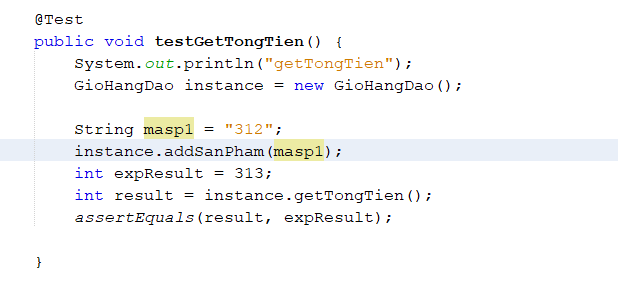 @Test
public void testGetTongTien() {
System.out.println("getTongTien");
GioHangDao instance = new GioHangDao();
String masp1 = "312";
instance.addSanPham(masp1);
int expResult = 313;
int result = instance.getTongTien();
assertEquals(result, expResult);
}